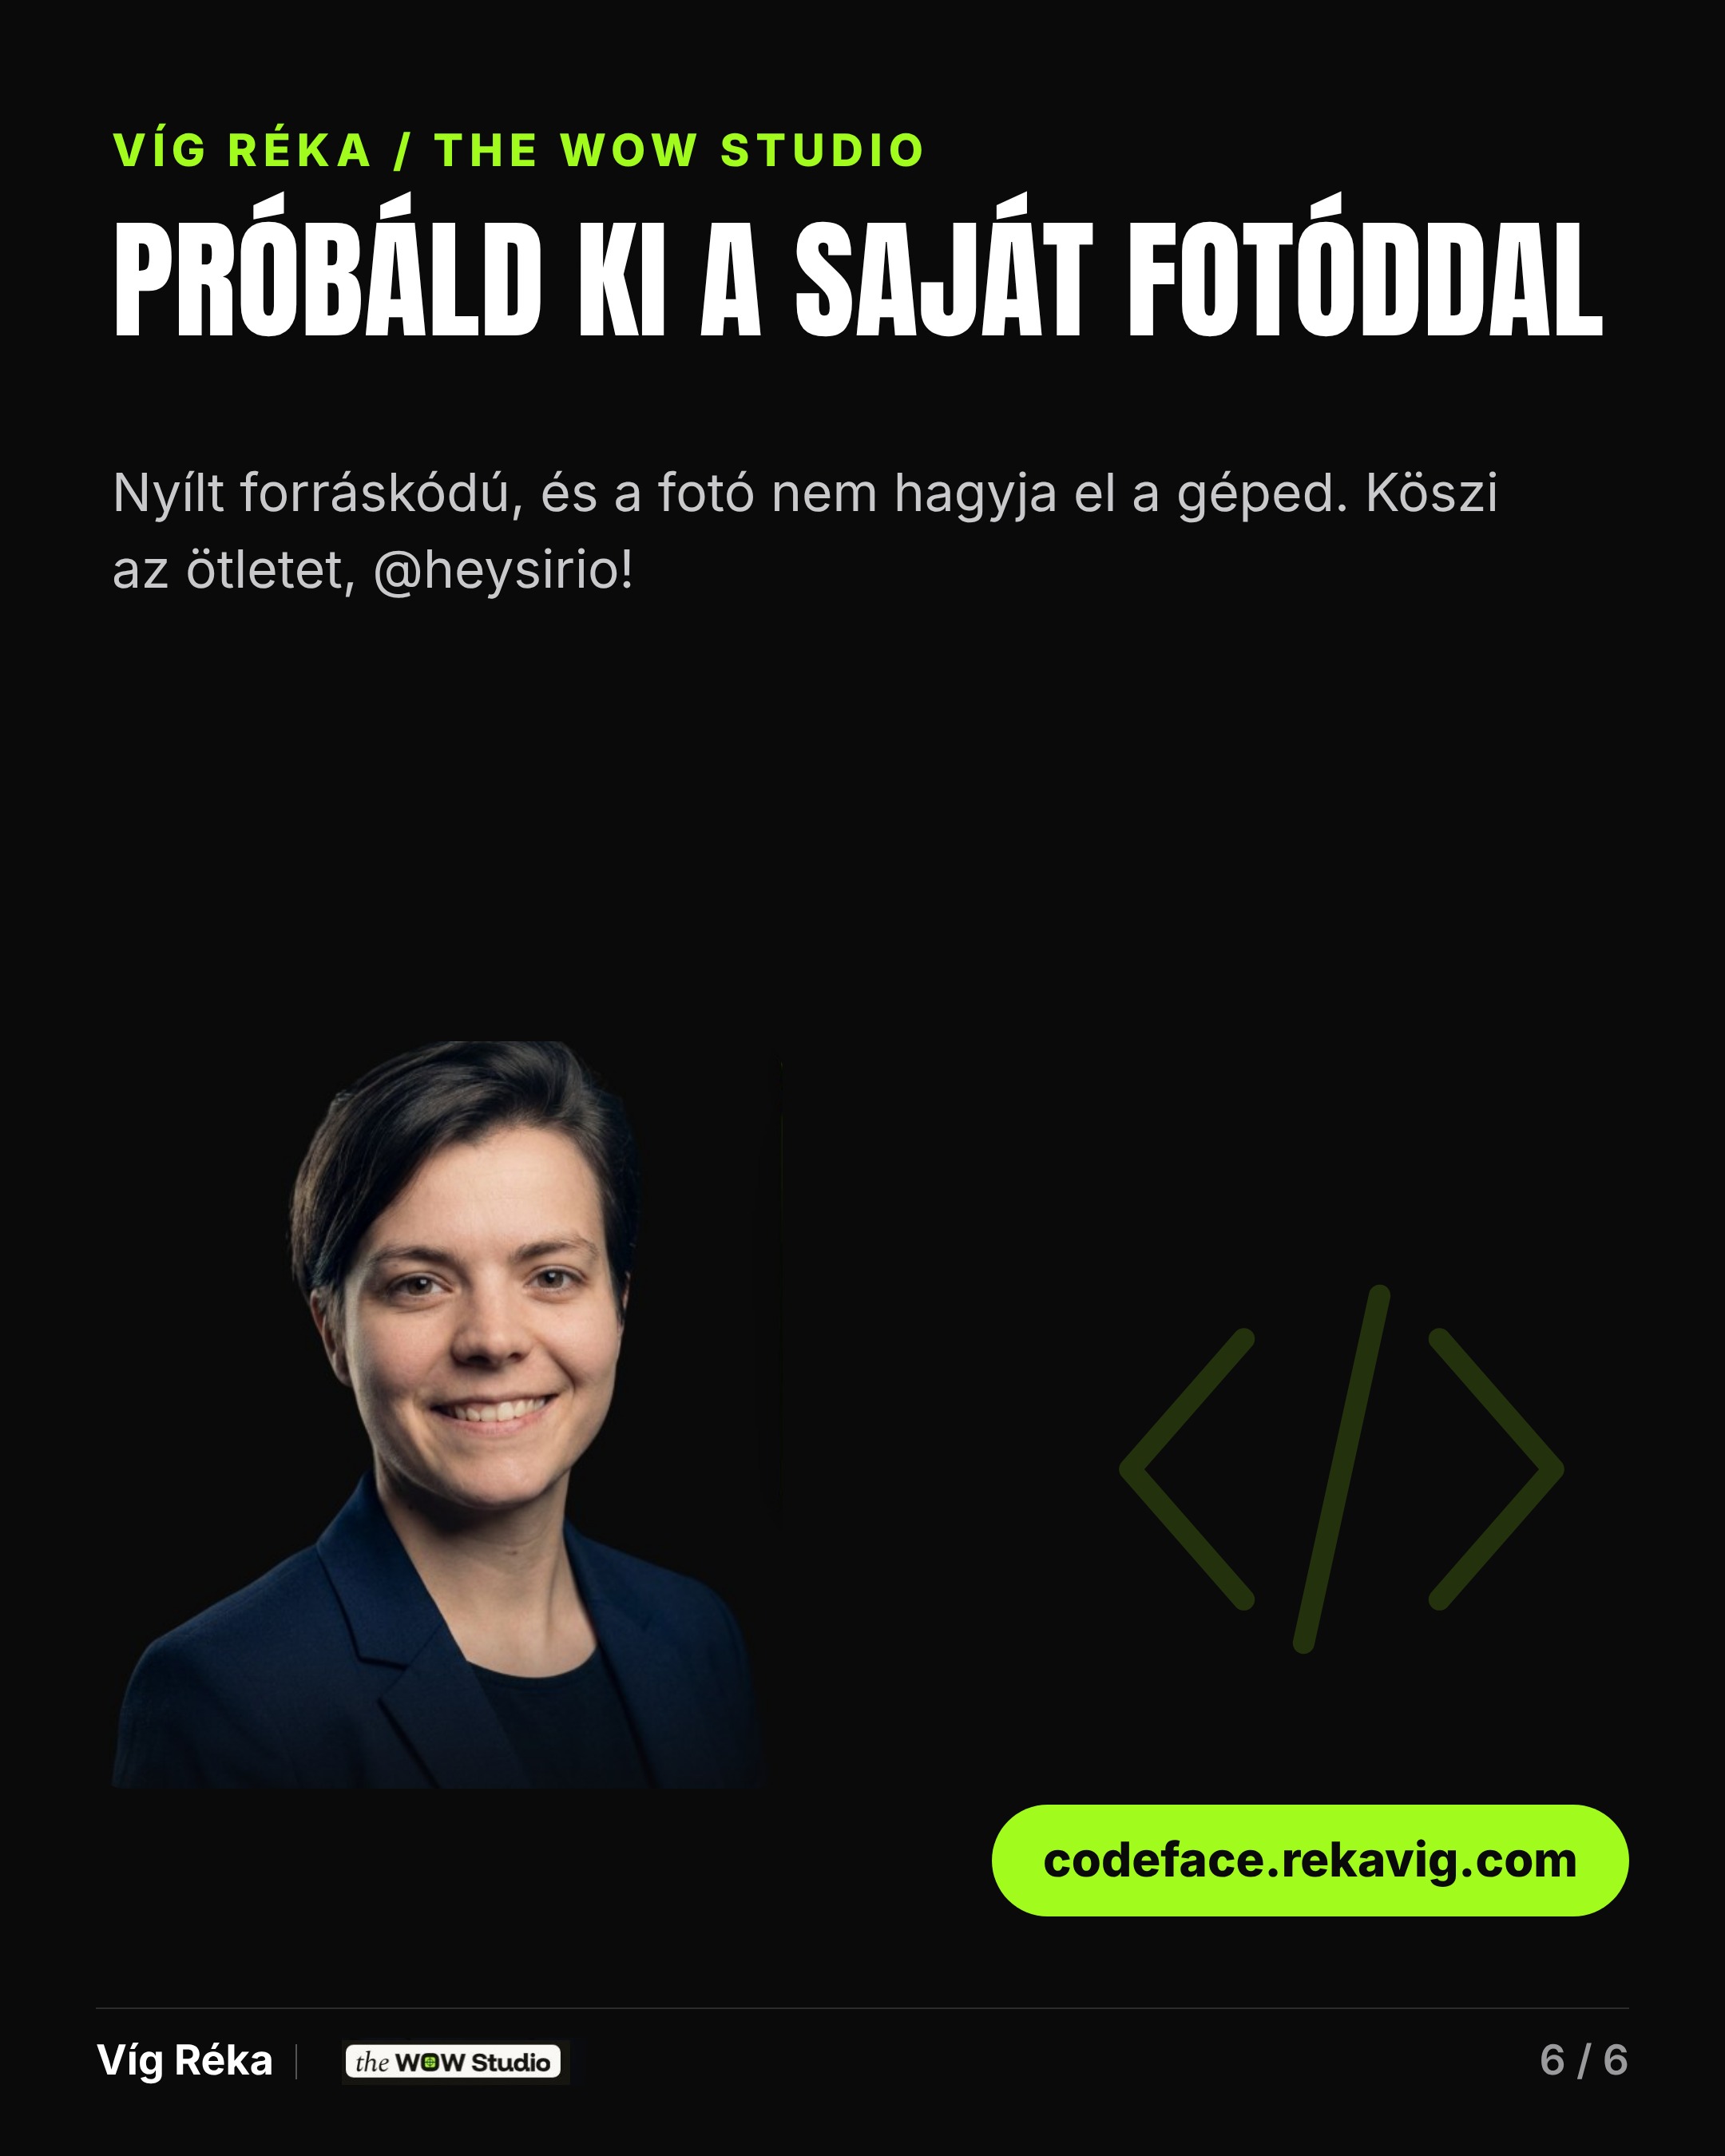 VÍG RÉKA / THE WOW STUDIO
PRÓBÁLD KI A SAJÁT FOTÓDDAL
Nyílt forráskódú, és a fotó nem hagyja el a géped. Köszi
az ötletet, @heysirio!
</>
codeface.rekavig.com
Víg Réka
the WOW Studio
6 / 6